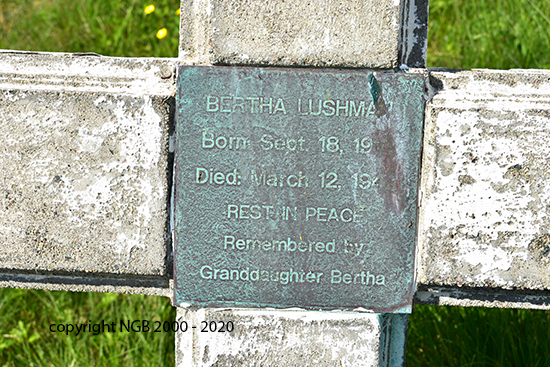 BERTHA LUSHMA
Born Sept. 18, 19
Died: March 12, 194
REST IN PEACE
Remembered by
Granddaughter Bertha
copyright NGB 2000 - 2020